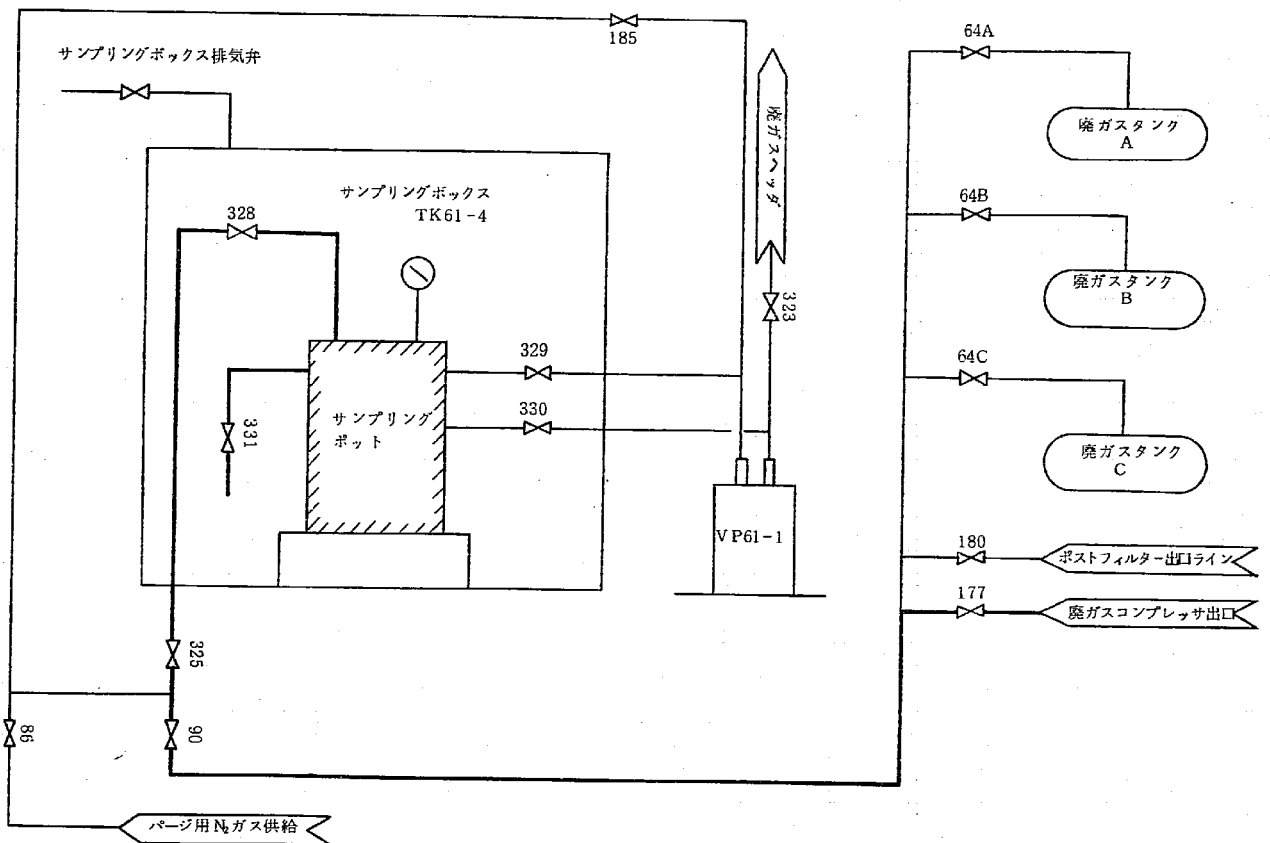 185
サンプリングボックス排気弁
64A
廃ガスタンク
A
廃ガスヘッダ
サンプリングボックス
TK61-4
328
64B
廃ガスタンク
B
323
329
64C
330
331
サンプリング
ポット
廃ガスタンク
C
VP61-1
180
ポストフィルター出口ライン
177
廃ガスコンプレッサ出口
325
86
90
パージ用N₂ガス供給